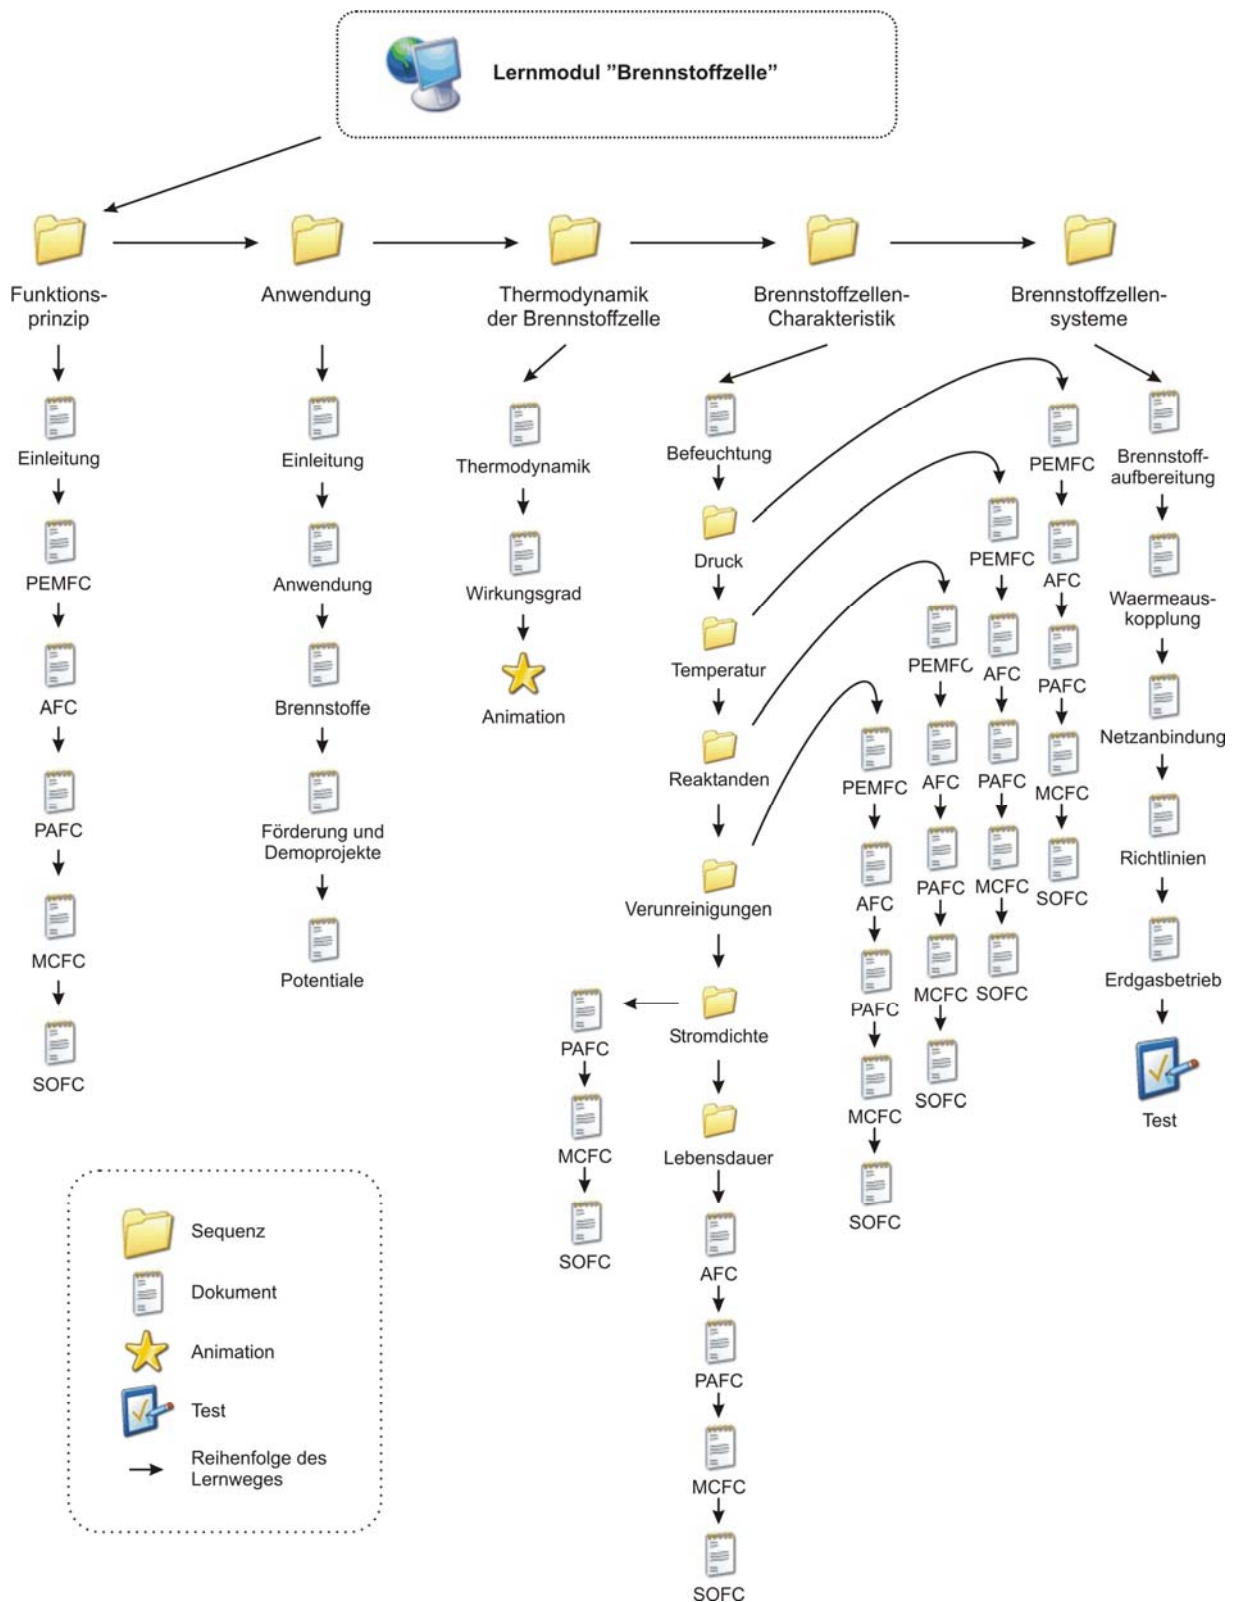 Lernmodul ”Brennstoffzelle”
Funktions-
prinzip
Einleitung
PEMFC
AFC
PAFC
MCFC
SOFC
Anwendung
Einleitung
Anwendung
Brennstoffe
Förderung und
Demoprojekte
Potentiale
Thermodynamik
der Brennstoffzelle
Thermodynamik
Wirkungsgrad
Animation
Brennstoffzellen-
Charakteristik
Befeuchtung
Druck
Temperatur
Reaktanden
Verunreinigungen
Stromdichte
Lebensdauer
AFC
PAFC
MCFC
SOFC
PAFC
MCFC
SOFC
PEMFC
AFC
PAFC
MCFC
SOFC
PEMFC
AFC
PAFC
MCFC
SOFC
PEMFC
AFC
PAFC
MCFC
SOFC
PEMFC
AFC
PAFC
MCFC
SOFC
Brennstoffzellen-
systeme
Brennstoff-
aufbereitung
Waermeaus-
kopplung
Netzanbindung
Richtlinien
Erdgasbetrieb
Test
Sequenz
Dokument
Animation
Test
Reihenfolge des
Lernweges